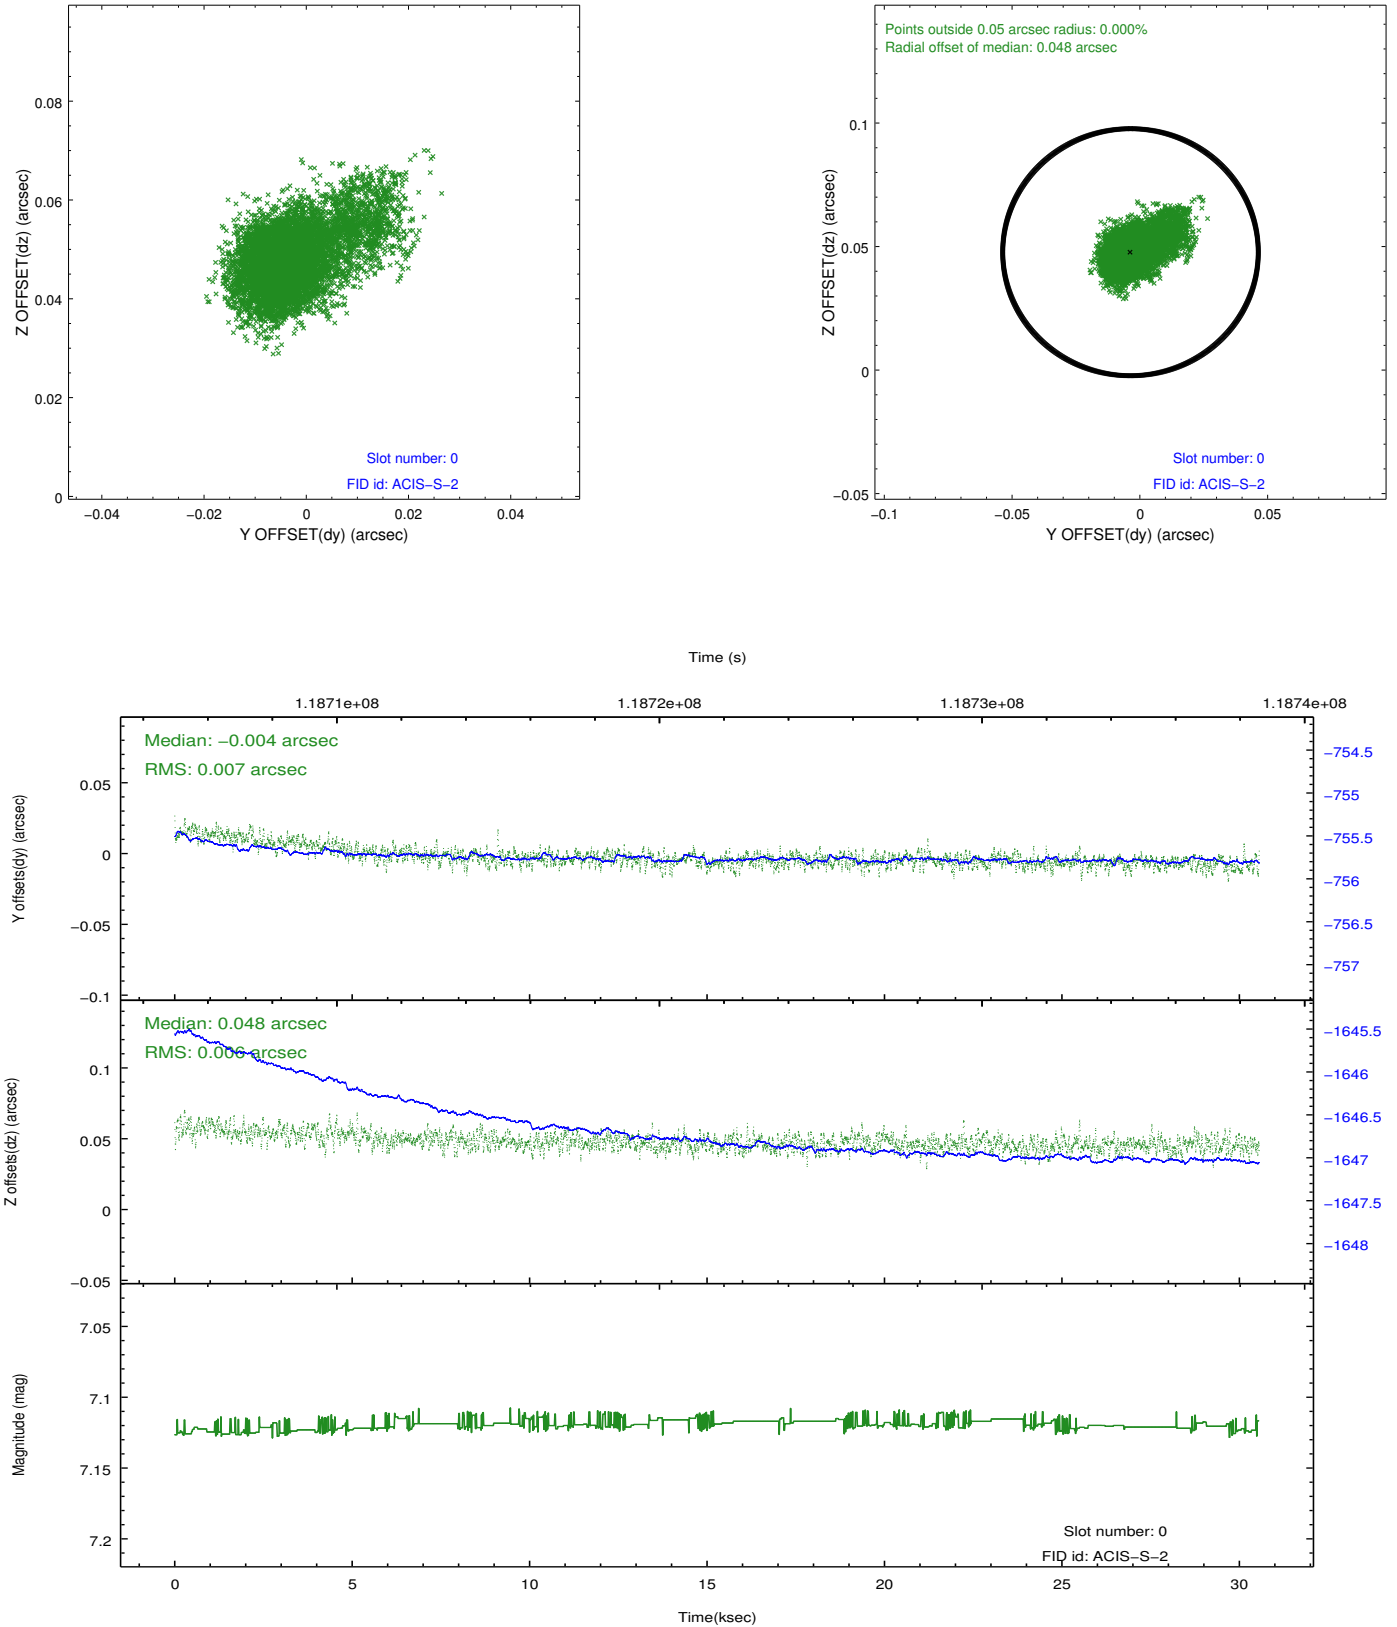 0.08
0.06
0.04
0.02
0
Z OFFSET(dz) (arcsec)
Slot number: 0
FID id: ACIS−S−2
−0.04
−0.02
0
0.02
0.04
Y OFFSET(dy) (arcsec)
Points outside 0.05 arcsec radius: 0.000%
Radial offset of median: 0.048 arcsec
0.1
0.05
0
−0.05
Z OFFSET(dz) (arcsec)
Slot number: 0
FID id: ACIS−S−2
−0.1
−0.05
0
0.05
Y OFFSET(dy) (arcsec)
Time (s)
1.1871e+08
1.1872e+08
1.1873e+08
1.1874e+08
Median: −0.004 arcsec
RMS: 0.007 arcsec
0.05
0
−0.05
−0.1
Y offsets(dy) (arcsec)
−754.5
−755
−755.5
−756
−756.5
−757
Median: 0.048 arcsec
RMS: 0.006 arcsec
0.1
0.05
0
−0.05
Z offsets(dz) (arcsec)
−1645.5
−1646
−1646.5
−1647
−1647.5
−1648
7.05
7.1
7.15
7.2
Magnitude (mag)
Slot number: 0
FID id: ACIS−S−2
0
5
10
15
20
25
30
Time(ksec)